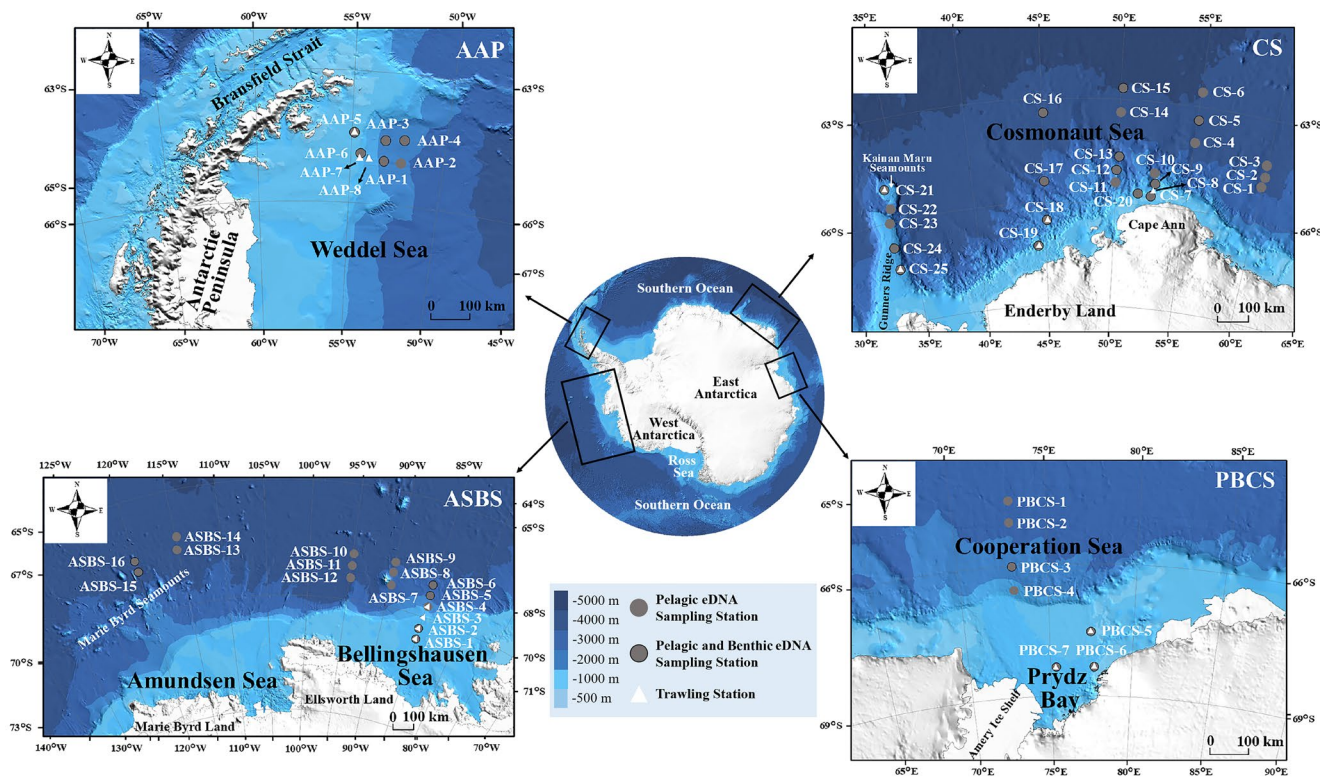 65°W 60°W 55°W 50°W
AAP
N
W E
S
Bransfield Strait
63°S
63°S
AAP-5 AAP-3
AAP-4
AAP-6
AAP-2
AAP-7
AAP-1
AAP-8
66°S
66°S
Weddel Sea
67°S
Antarctic
Peninsula
0 100 km
70°W 65°W 60°W 55°W 50°W 45°W
35°E 40°E 45°E 50°E 55°E
CS
N
W E
S
CS-15
CS-16
CS-6
CS-14
CS-5
63°S
63°S
Cosmonaut Sea
CS-4
CS-13
CS-10
CS-12
CS-9
CS-3
Kainan Maru
Seamounts
CS-17
CS-2
CS-11
CS-8
CS-1
CS-21
CS-20
CS-7
CS-22
CS-18
CS-23
Cape Ann
66°S
66°S
CS-19
CS-24
CS-25
Gunners Ridge
Enderby Land
0 100 km
30°E 35°E 40°E 45°E 50°E 55°E 60°E 65°E
Southern Ocean
East
Antarctica
West
Antarctica
Ross
Sea
Southern Ocean
125°W 120°W 115°W 110°W 105°W 100°W 95°W 90°W 85°W
ASBS
N
W E
S
64°S
65°S
65°S
ASBS-14
ASBS-13
ASBS-10
ASBS-9
ASBS-16
ASBS-11
ASBS-8
ASBS-12
ASBS-6
67°S
67°S
ASBS-15
ASBS-7
ASBS-5
ASBS-4
Marie Byrd Seamounts
ASBS-3
68°S
ASBS-2
ASBS-1
70°S
70°S
Bellingshausen
Sea
Amundsen Sea
71°S
Ellsworth Land
73°S
Marie Byrd Land
0 100 km
140°W 130°W 120°W 110°W 100°W 90°W 80°W 70°W
-5000 m
-4000 m
-3000 m
-2000 m
-1000 m
-500 m
Pelagic eDNA
Sampling Station
Pelagic and Benthic eDNA
Sampling Station
Trawling Station
70°E 75°E 80°E 85°E
PBCS
N
W E
S
65°S
PBCS-1
PBCS-2
Cooperation Sea
PBCS-3
66°S
66°S
PBCS-4
PBCS-5
PBCS-7 PBCS-6
Prydz
Bay
Amery Ice Shelf
69°S
69°S
0 100 km
65°E 70°E 75°E 80°E 85°E 90°E